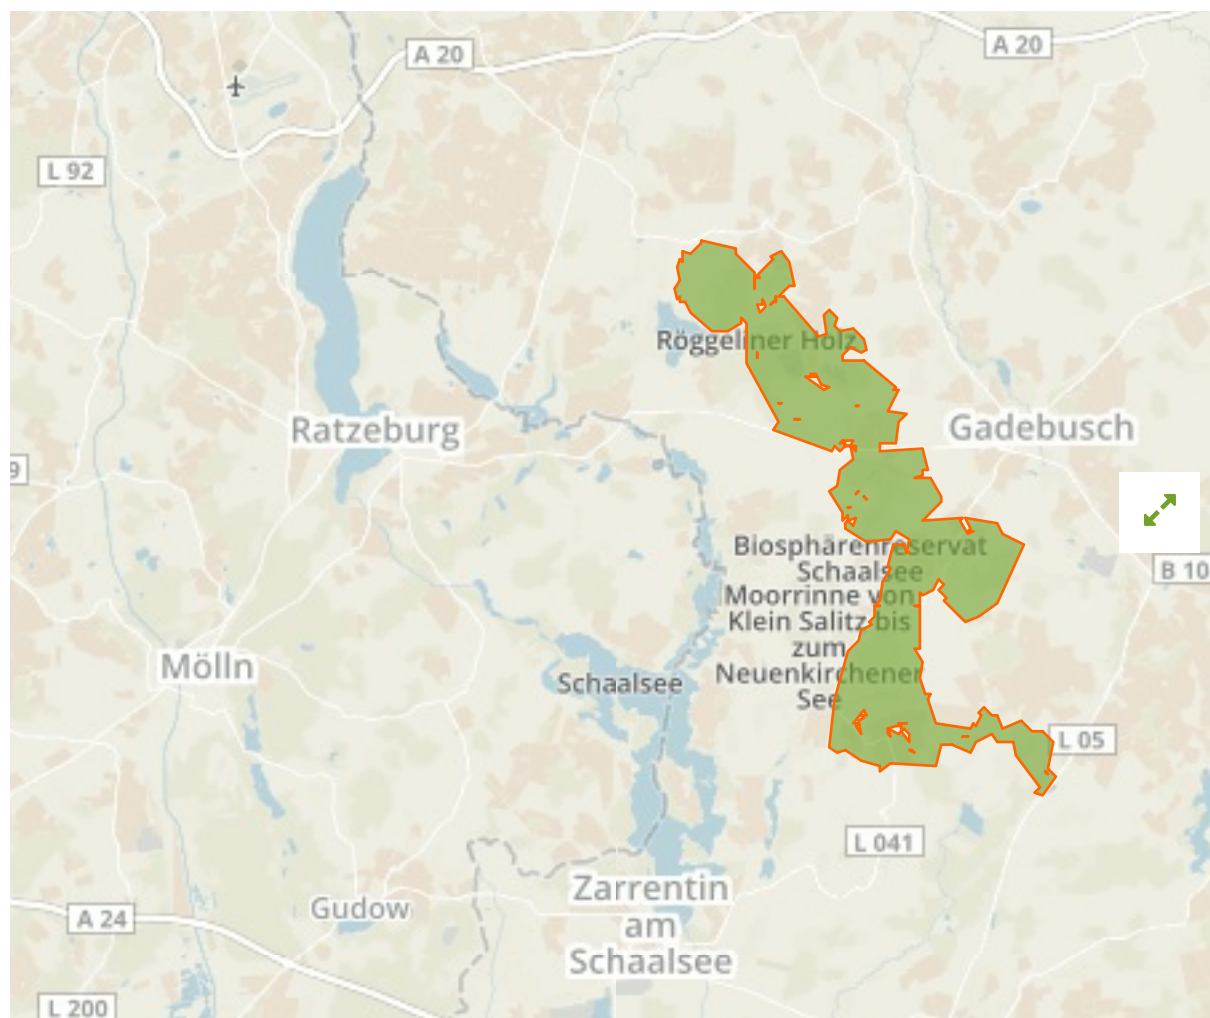 A 20
A 20
L 92
Röggeliner Holz
Ratzeburg
Gadebusch
9
Biosphärenreservat
Schaalsee
B 10
Moorrinne von
Klein Salitz bis
zum
Neuenkirchener
See
Mölln
Schaalsee
L 05
L 041
Zarrentin
am
Schaalsee
Gudow
A 24
L 200